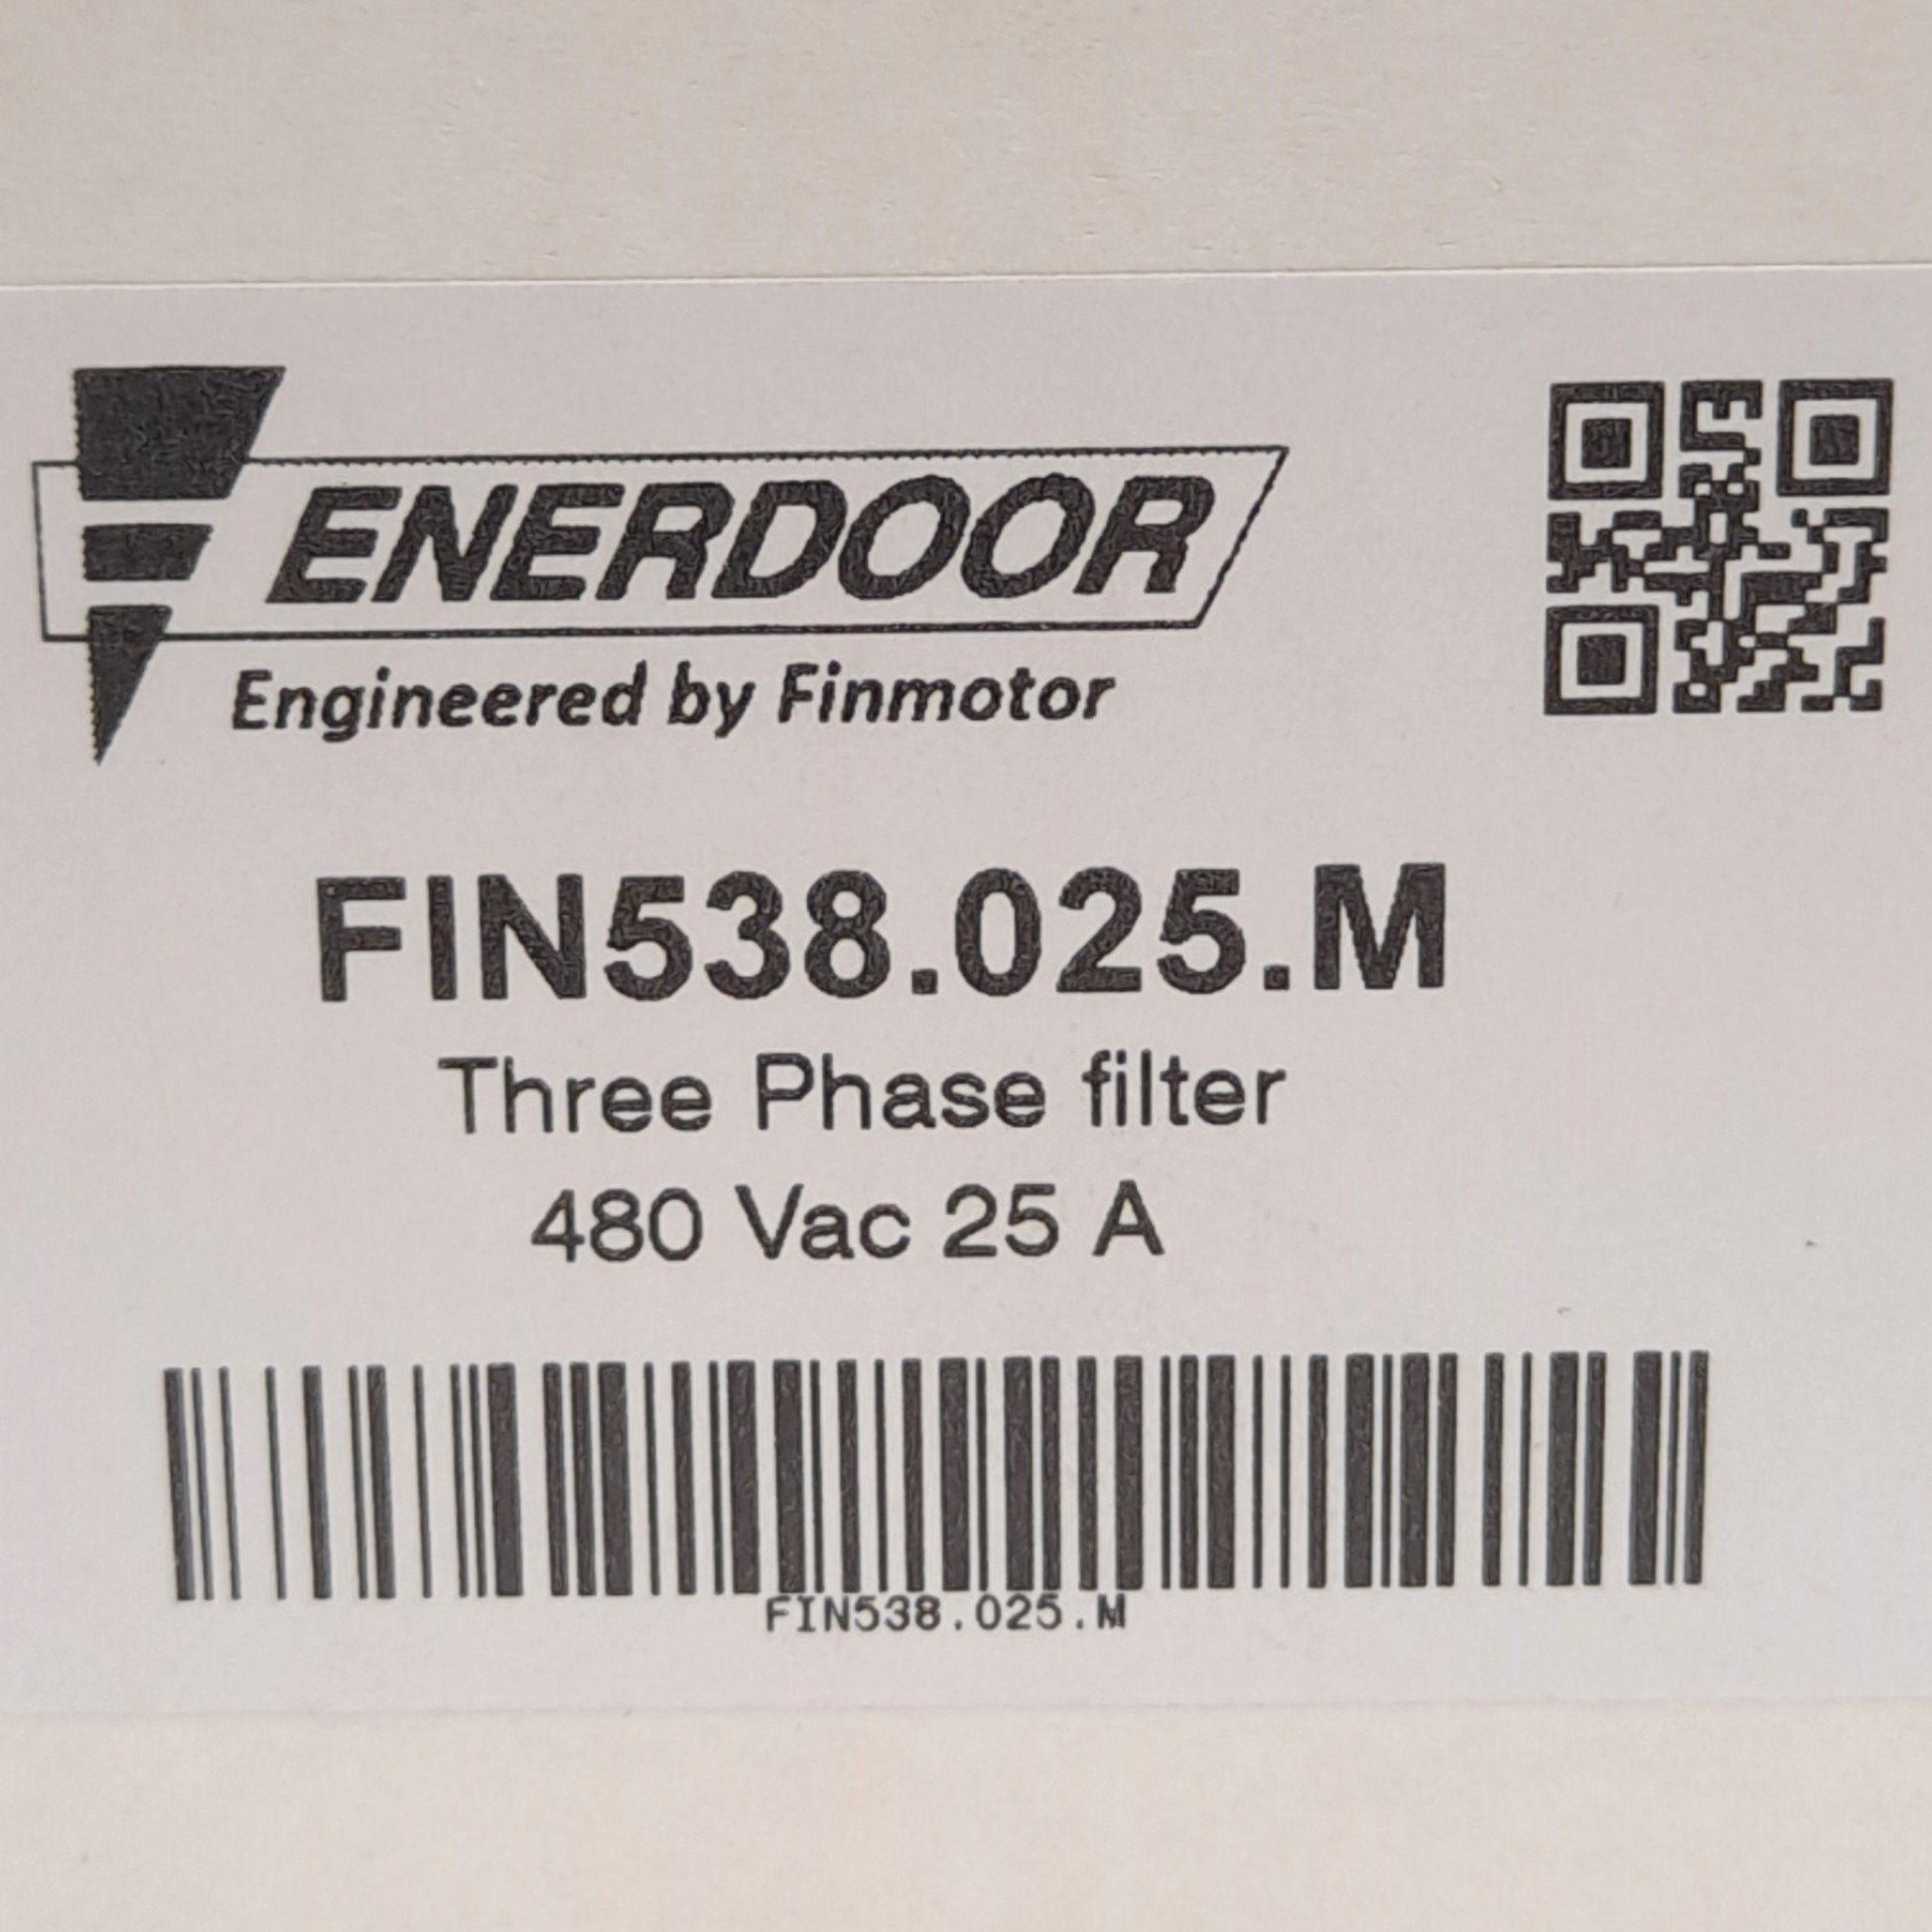 ENERDOOR
Engineered by Finmotor
FIN538.025.M
Three Phase filter
480 Vac 25 A
FIN538.025.M